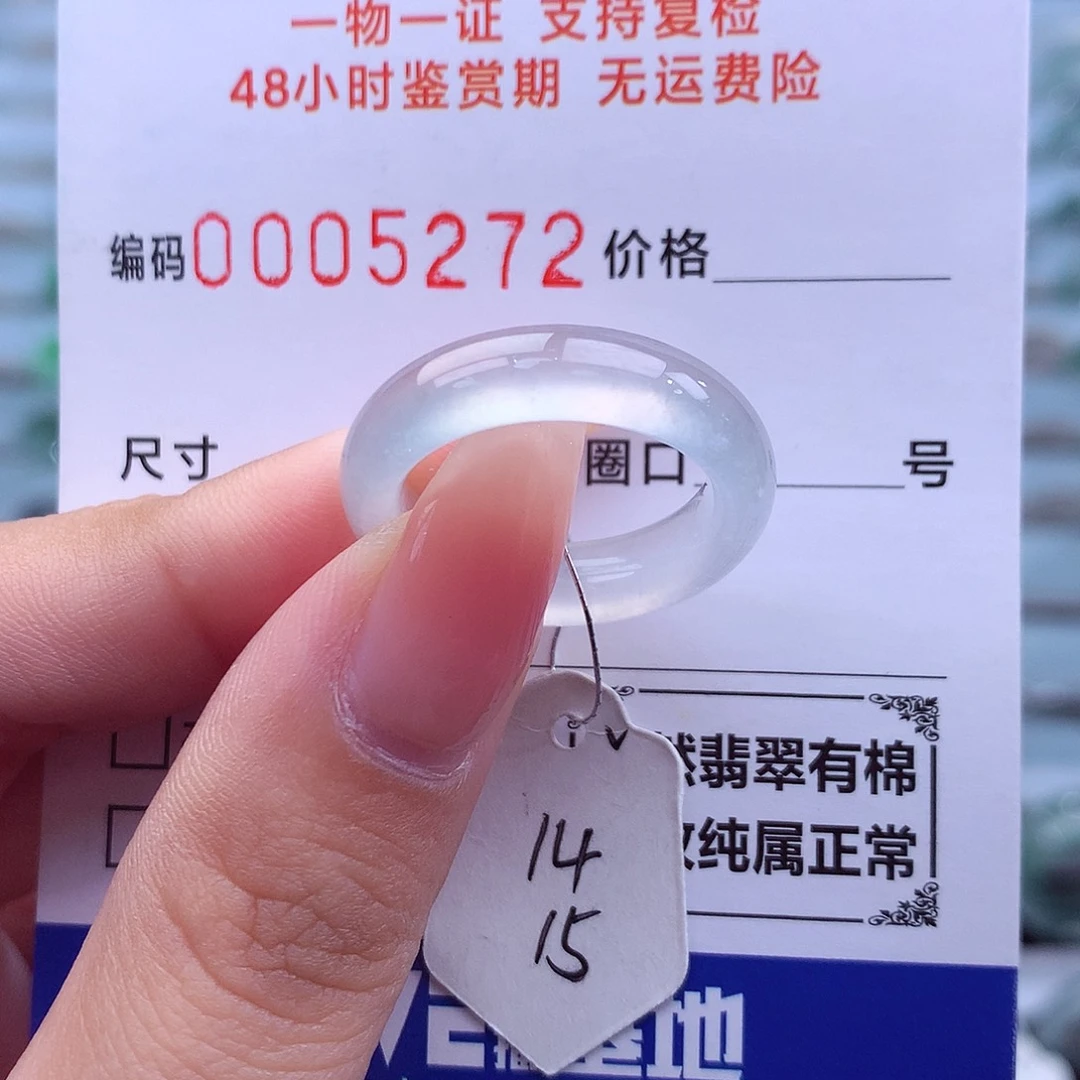 一物一证 支持复检
48小时鉴赏期 无运费险
编码0005272 价格
尺寸 圈口 号
翡翠有棉
纯属正常
14
15
基地